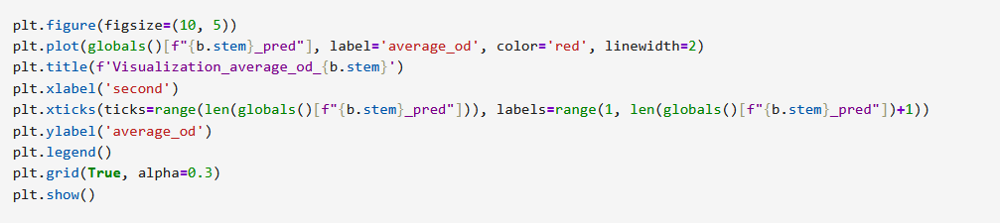 plt.figure(figsize=(10, 5))
plt.plot(globals()[f"{b.stem}_pred"], label='average_od', color='red', linewidth=2)
plt.title(f'Visualization_average_od_{b.stem}')
plt.xlabel('second')
plt.xticks(ticks=range(len(globals()[f"{b.stem}_pred"])), labels=range(1, len(globals()[f"{b.stem}_pred"])+1))
plt.ylabel('average_od')
plt.legend()
plt.grid(True, alpha=0.3)
plt.show()